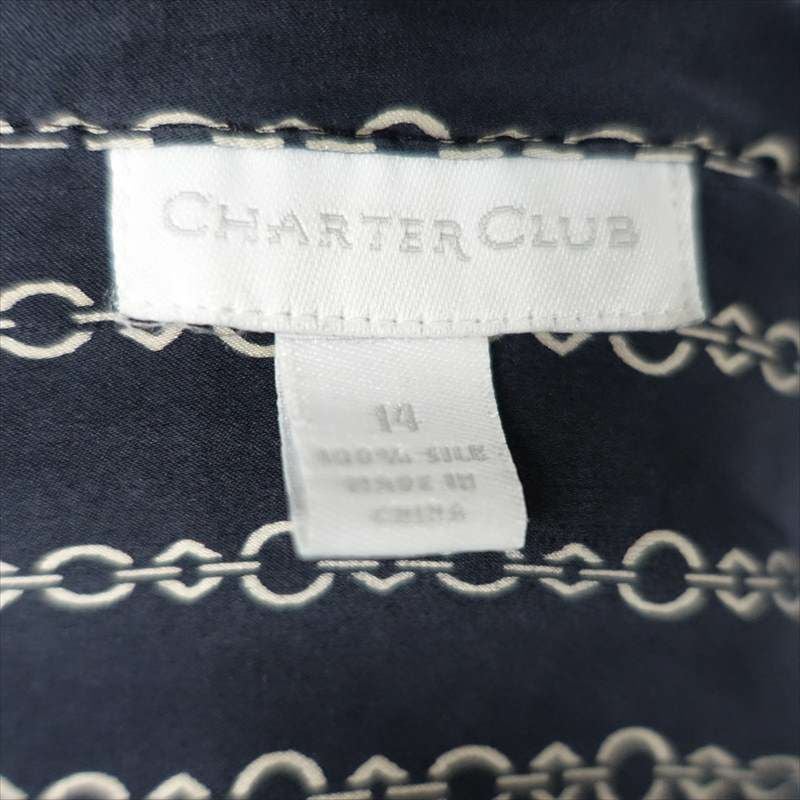 CHARTER CLUB
14
100% SILK
MADE IN
CHINA